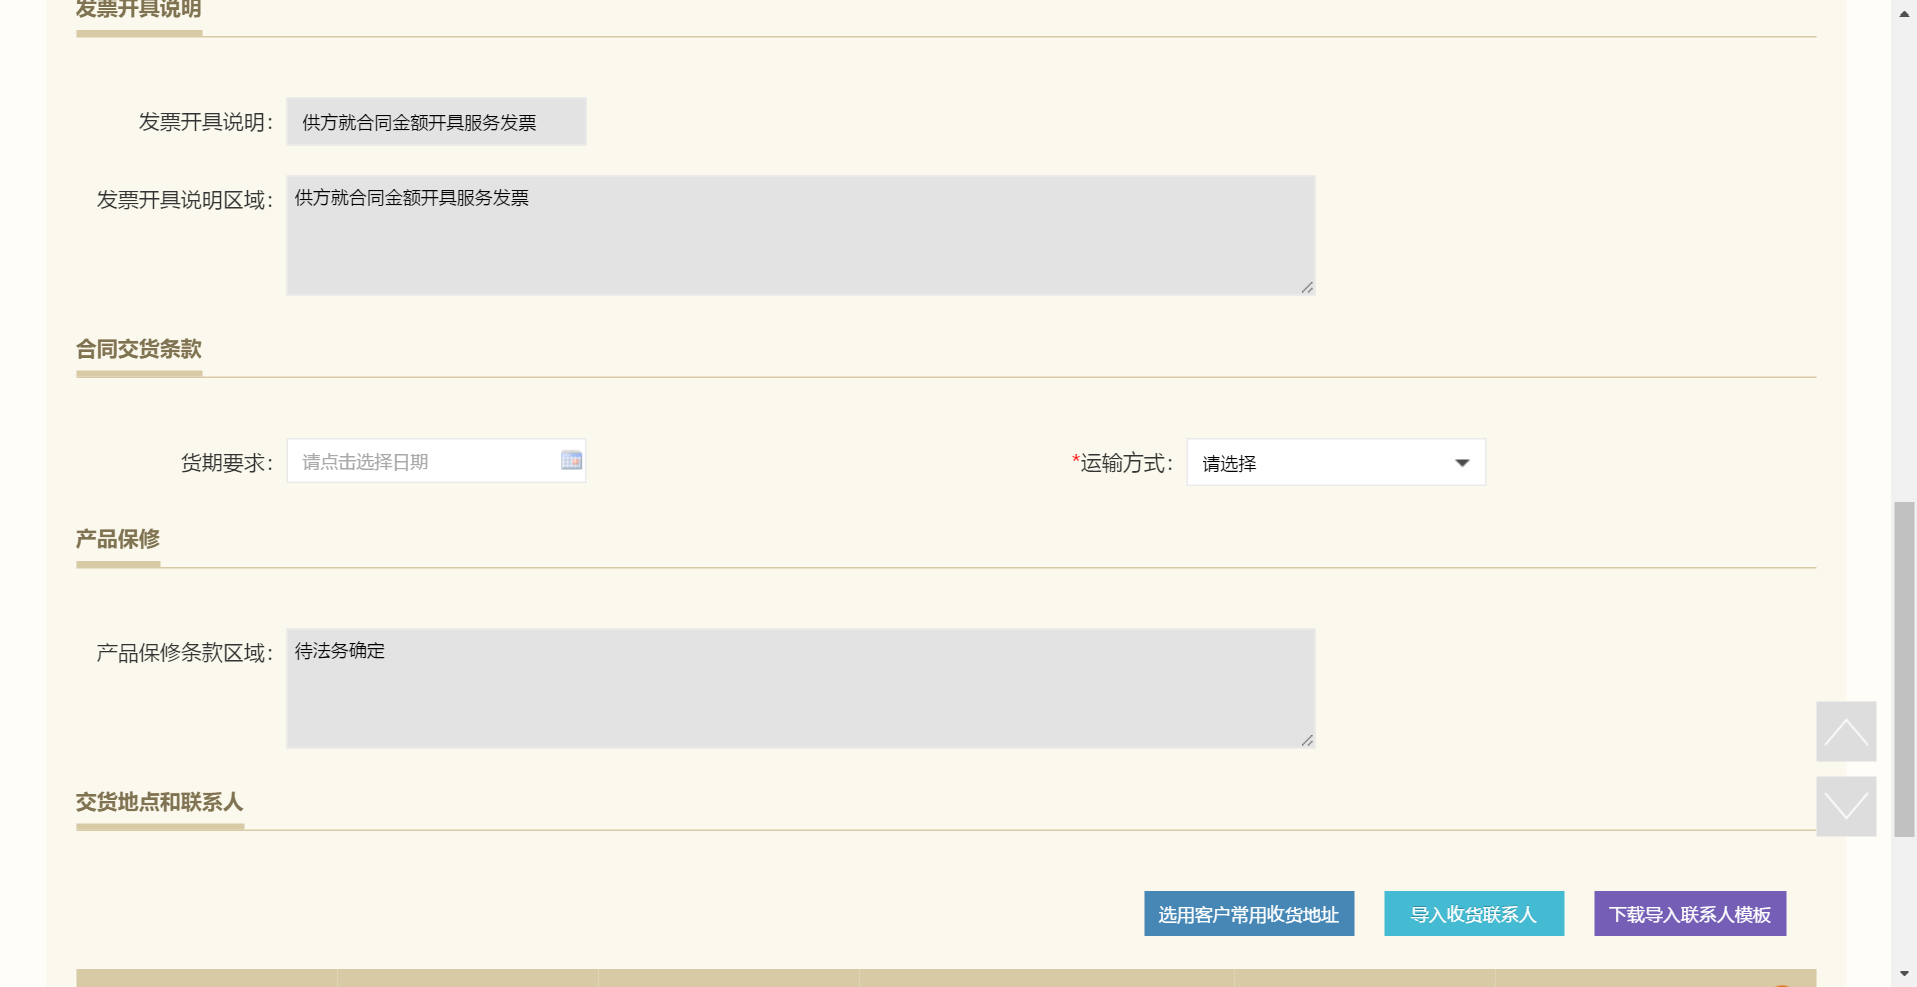 发票开具说明
发票开具说明： 供方就合同金额开具服务发票
发票开具说明区域： 供方就合同金额开具服务发票
合同交货条款
货期要求： 请点击选择日期 *运输方式： 请选择
产品保修
产品保修条款区域： 待法务确定
交货地点和联系人
选用客户常用收货地址 导入收货联系人 下载导入联系人模板